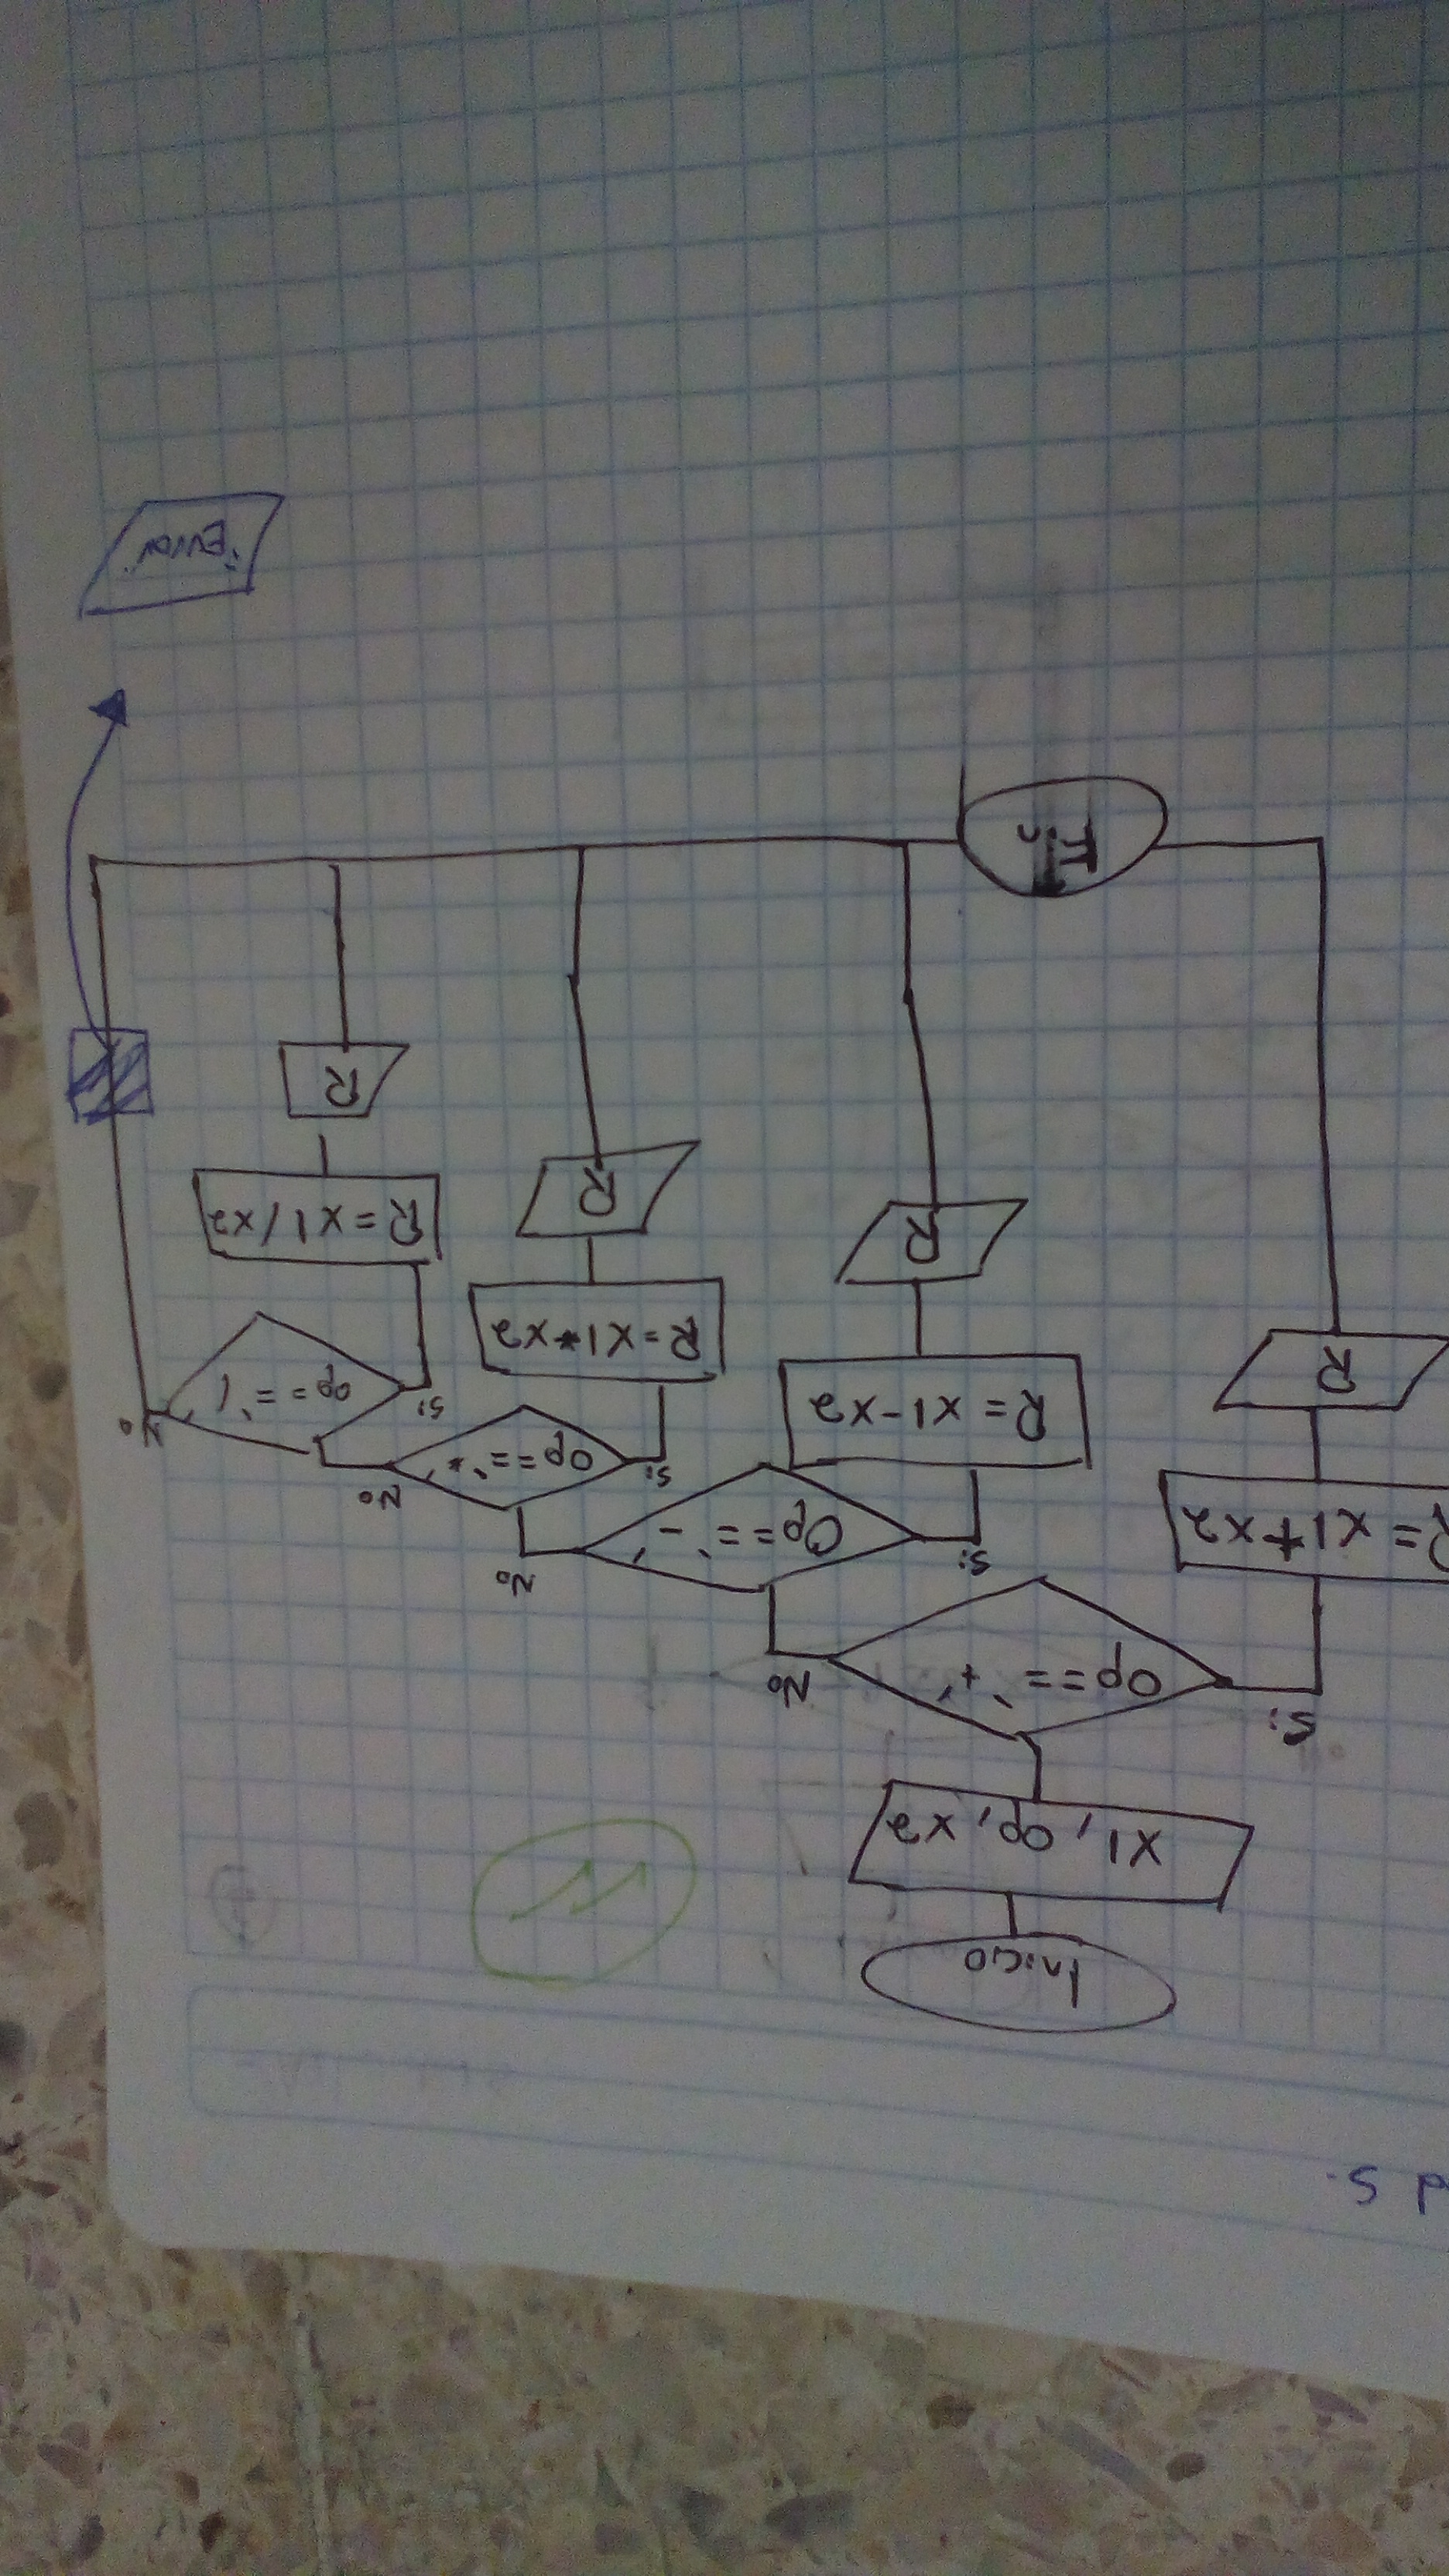 d s.
Inicio
x1, op, x2
Op == '+'
Si
No
R = x1+x2
R
Op == '-'
Si
No
R = x1-x2
R
Op == '*'
Si
No
R = x1*x2
R
op == '/'
Si
No
R = x1/x2
R
Fin
¡Error!